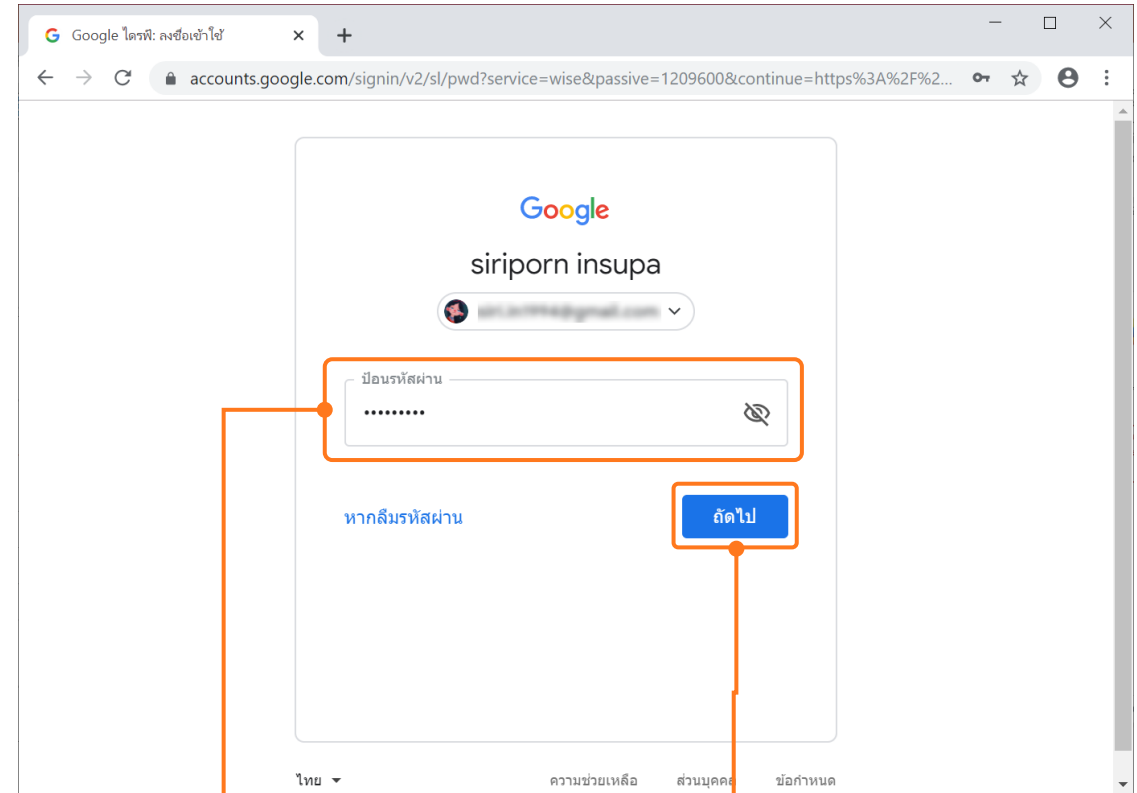 Google ไดรฟ์: ลงชื่อเข้าใช้
accounts.google.com/signin/v2/sl/pwd?service=wise&passive=1209600&continue=https%3A%2F%2...
Google
siriporn insupa
ป้อนรหัสผ่าน
•••••••••
หากลืมรหัสผ่าน
ถัดไป
ไทย
ความช่วยเหลือ ส่วนบุคคล ข้อกำหนด